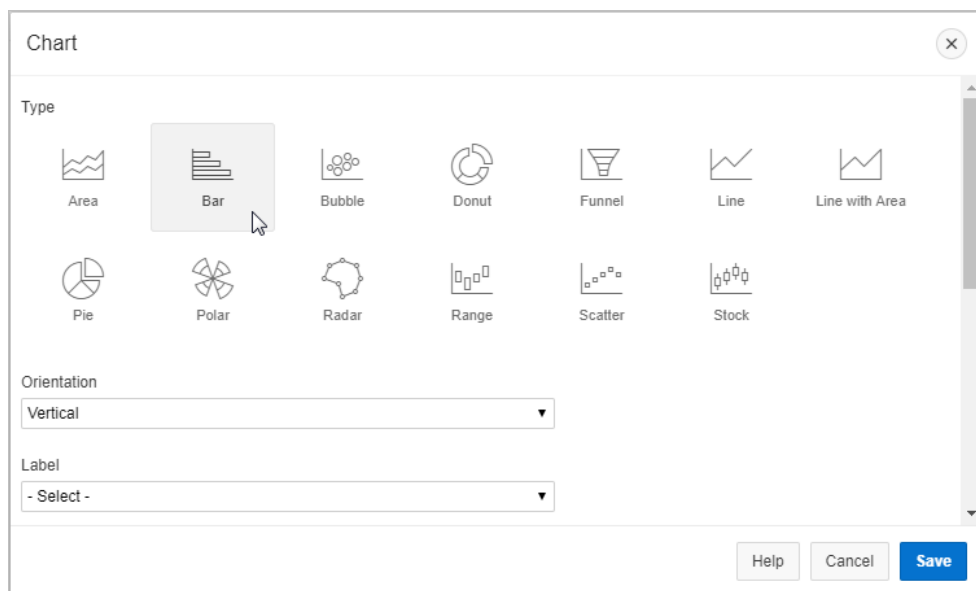 Chart
Type
Area Bar Bubble Donut Funnel Line Line with Area
Pie Polar Radar Range Scatter Stock
Orientation
Vertical
Label
- Select -
Help Cancel Save